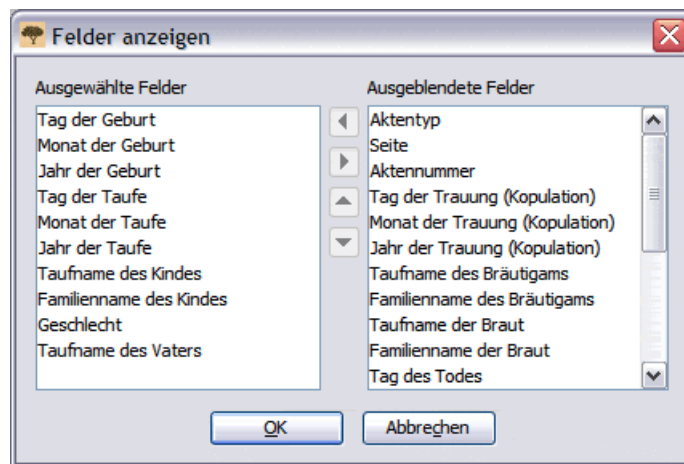 Felder anzeigen
Ausgewählte Felder
Tag der Geburt
Monat der Geburt
Jahr der Geburt
Tag der Taufe
Monat der Taufe
Jahr der Taufe
Taufname des Kindes
Familienname des Kindes
Geschlecht
Taufname des Vaters
Ausgeblendete Felder
Aktentyp
Seite
Aktennummer
Tag der Trauung (Kopulation)
Monat der Trauung (Kopulation)
Jahr der Trauung (Kopulation)
Taufname des Bräutigams
Familienname des Bräutigams
Taufname der Braut
Familienname der Braut
Tag des Todes
OK
Abbrechen